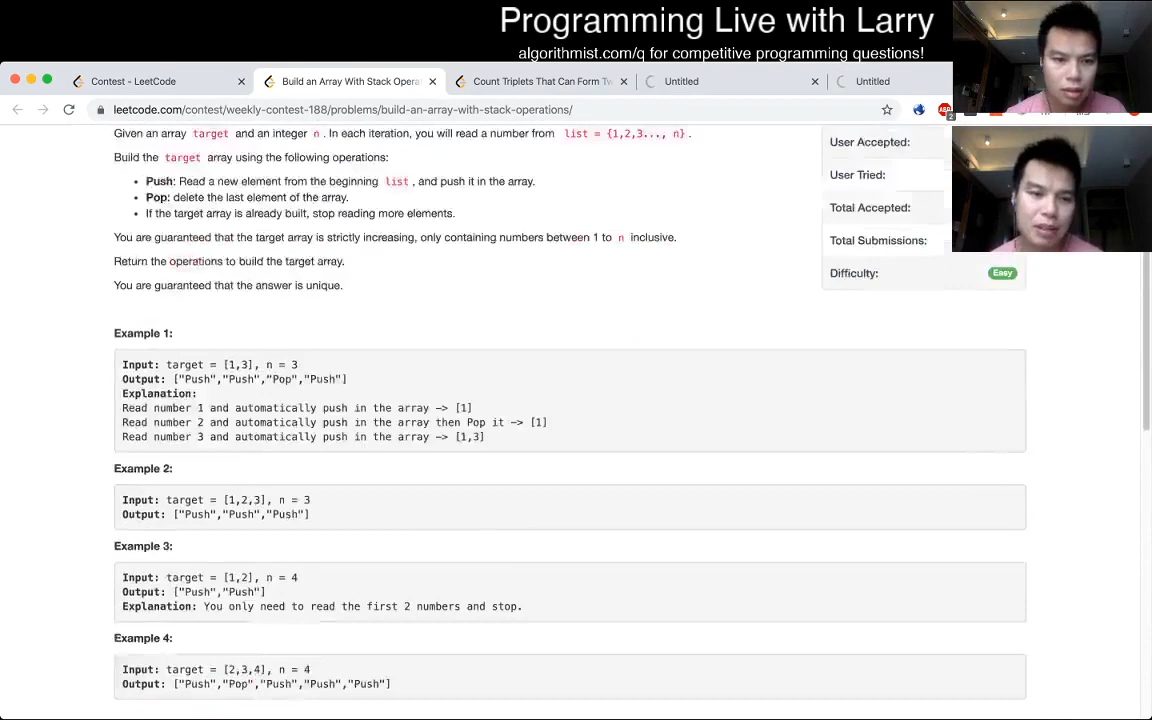 Programming Live with Larry
algorithmist.com/q for competitive programming questions!
Contest - LeetCode
Build an Array With Stack Opera
Count Triplets That Can Form Tw
Untitled
Untitled
leetcode.com/contest/weekly-contest-188/problems/build-an-array-with-stack-operations/
Given an array target and an integer n. In each iteration, you will read a number from list = {1,2,3..., n}.
Build the target array using the following operations:
• Push: Read a new element from the beginning list, and push it in the array.
• Pop: delete the last element of the array.
• If the target array is already built, stop reading more elements.
You are guaranteed that the target array is strictly increasing, only containing numbers between 1 to n inclusive.
Return the operations to build the target array.
You are guaranteed that the answer is unique.
User Accepted:
User Tried:
Total Accepted:
Total Submissions:
Difficulty: Easy
Example 1:
Input: target = [1,3], n = 3
Output: ["Push","Push","Pop","Push"]
Explanation:
Read number 1 and automatically push in the array -> [1]
Read number 2 and automatically push in the array then Pop it -> [1]
Read number 3 and automatically push in the array -> [1,3]
Example 2:
Input: target = [1,2,3], n = 3
Output: ["Push","Push","Push"]
Example 3:
Input: target = [1,2], n = 4
Output: ["Push","Push"]
Explanation: You only need to read the first 2 numbers and stop.
Example 4:
Input: target = [2,3,4], n = 4
Output: ["Push","Pop","Push","Push","Push"]